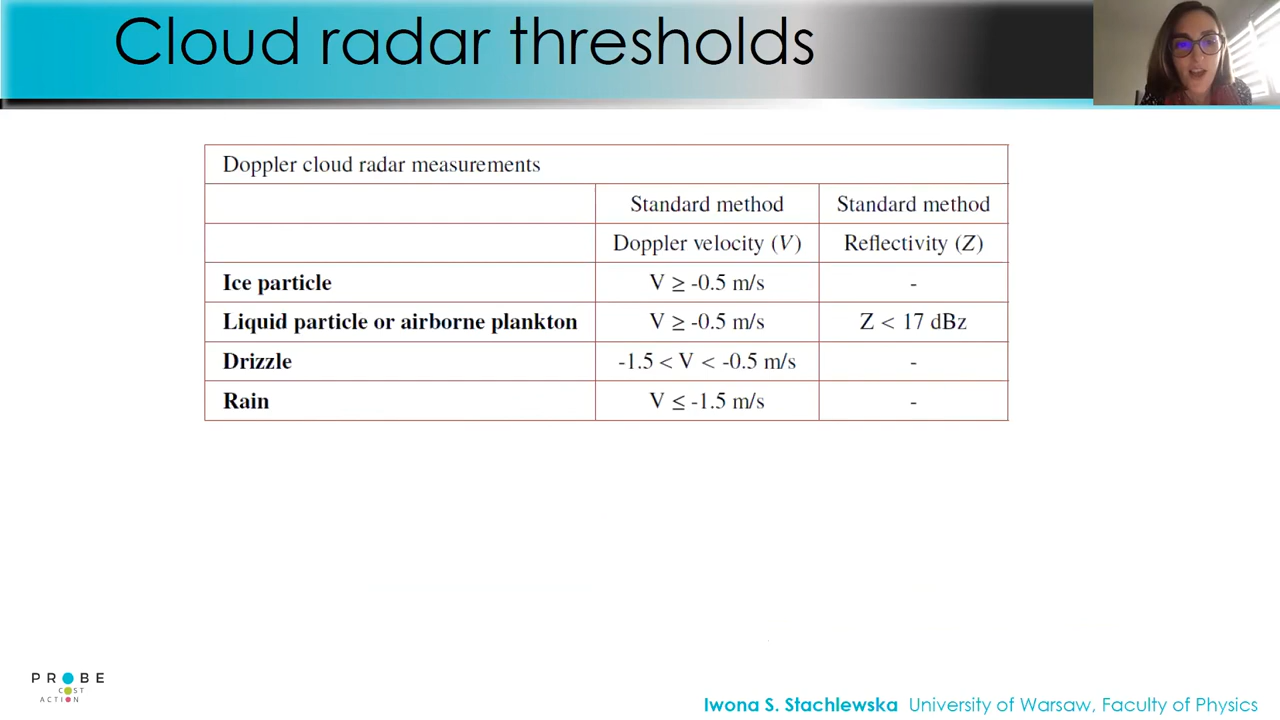 Cloud radar thresholds
Doppler cloud radar measurements
Standard method Standard method
Doppler velocity (V) Reflectivity (Z)
Ice particle V ≥ -0.5 m/s -
Liquid particle or airborne plankton V ≥ -0.5 m/s Z < 17 dBz
Drizzle -1.5 < V < -0.5 m/s -
Rain V ≤ -1.5 m/s -
PROBE
COST
ACTION
Iwona S. Stachlewska University of Warsaw, Faculty of Physics